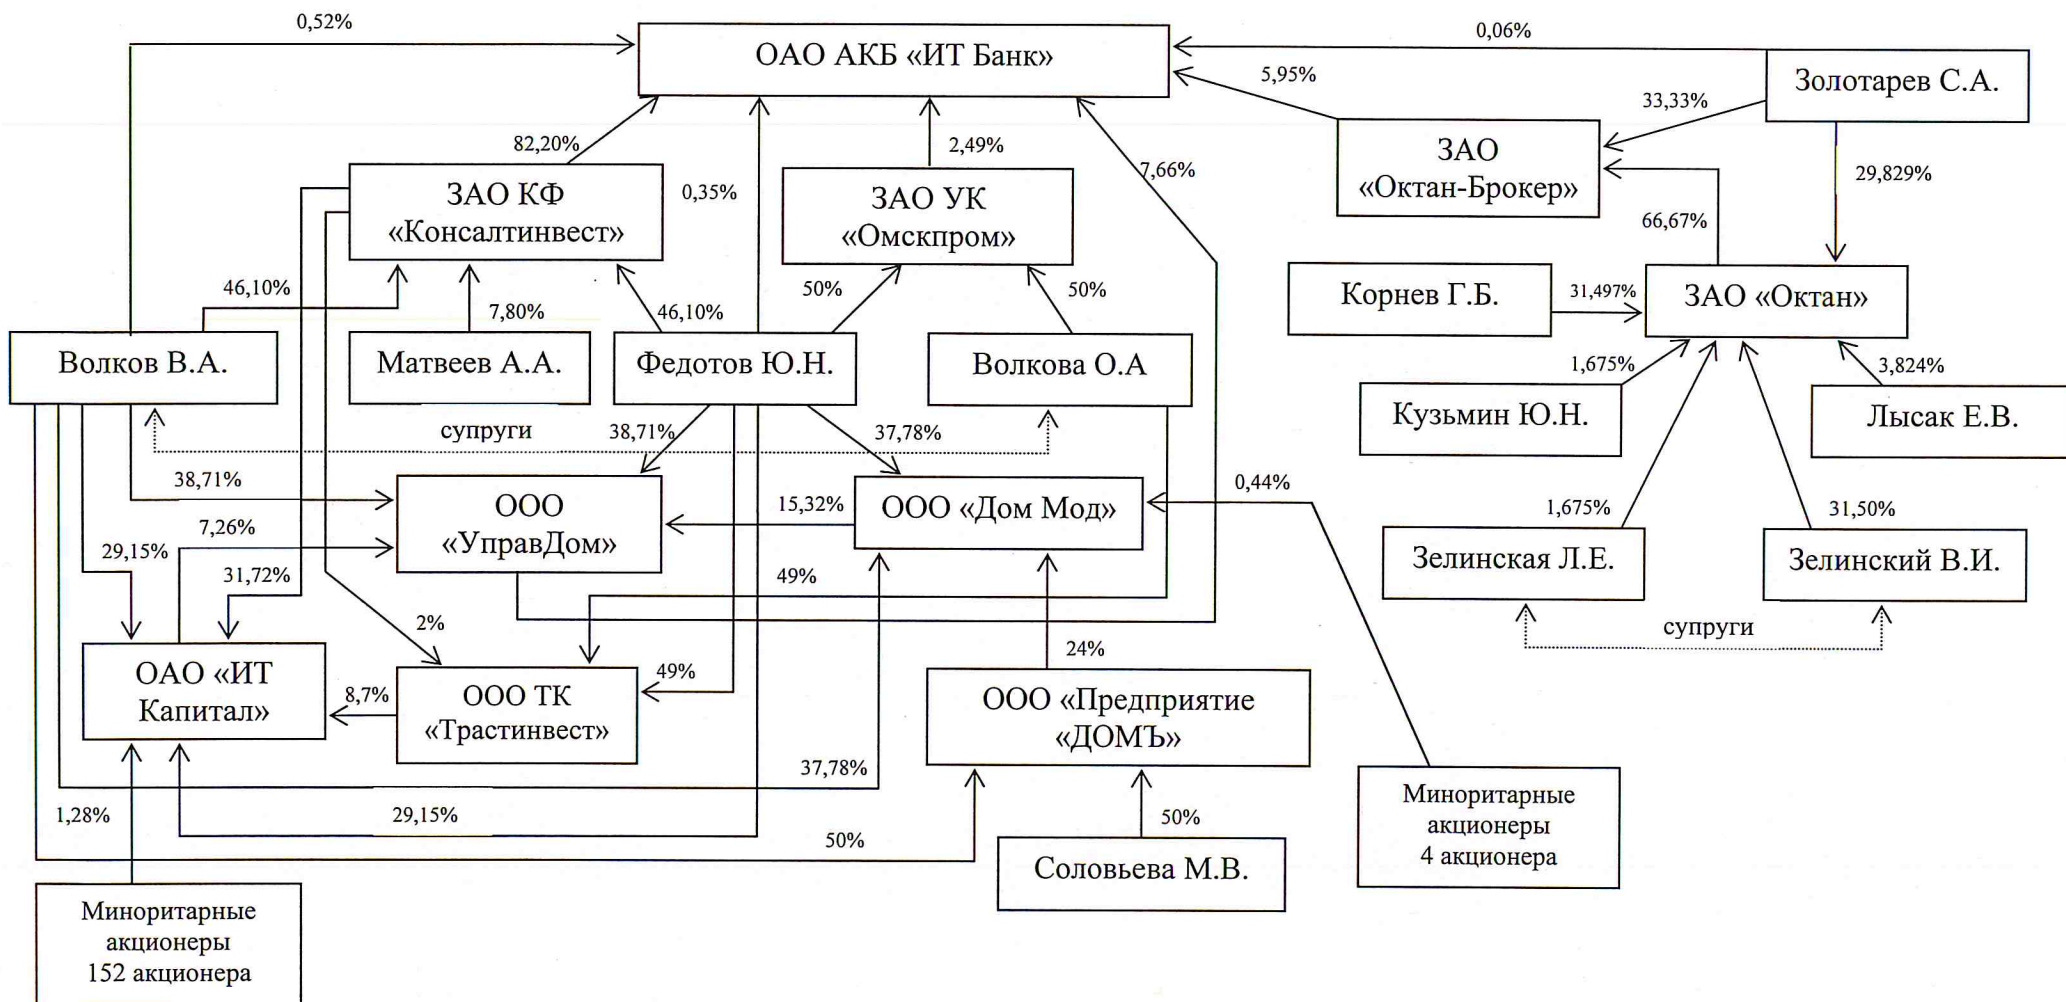 0,52%
ОАО АКБ «ИТ Банк»
0,06%
Золотарев С.А.
5,95%
33,33%
ЗАО
«Октан-Брокер»
29,829%
82,20%
2,49%
7,66%
ЗАО КФ
«Консалтинвест»
0,35%
ЗАО УК
«Омскпром»
66,67%
46,10%
7,80%
46,10%
50%
50%
Корнев Г.Б.
31,497%
ЗАО «Октан»
Волков В.А.
Матвеев А.А.
Федотов Ю.Н.
Волкова О.А
1,675%
3,824%
Кузьмин Ю.Н.
Лысак Е.В.
супруги
38,71%
37,78%
38,71%
ООО
«УправДом»
15,32%
ООО «Дом Мод»
0,44%
1,675%
31,50%
7,26%
29,15%
31,72%
49%
Зелинская Л.Е.
Зелинский В.И.
супруги
2%
24%
ОАО «ИТ
Капитал»
8,7%
ООО ТК
«Трастинвест»
49%
ООО «Предприятие
«ДОМЪ»
37,78%
1,28%
29,15%
50%
50%
Соловьева М.В.
Миноритарные
акционеры
4 акционера
Миноритарные
акционеры
152 акционера